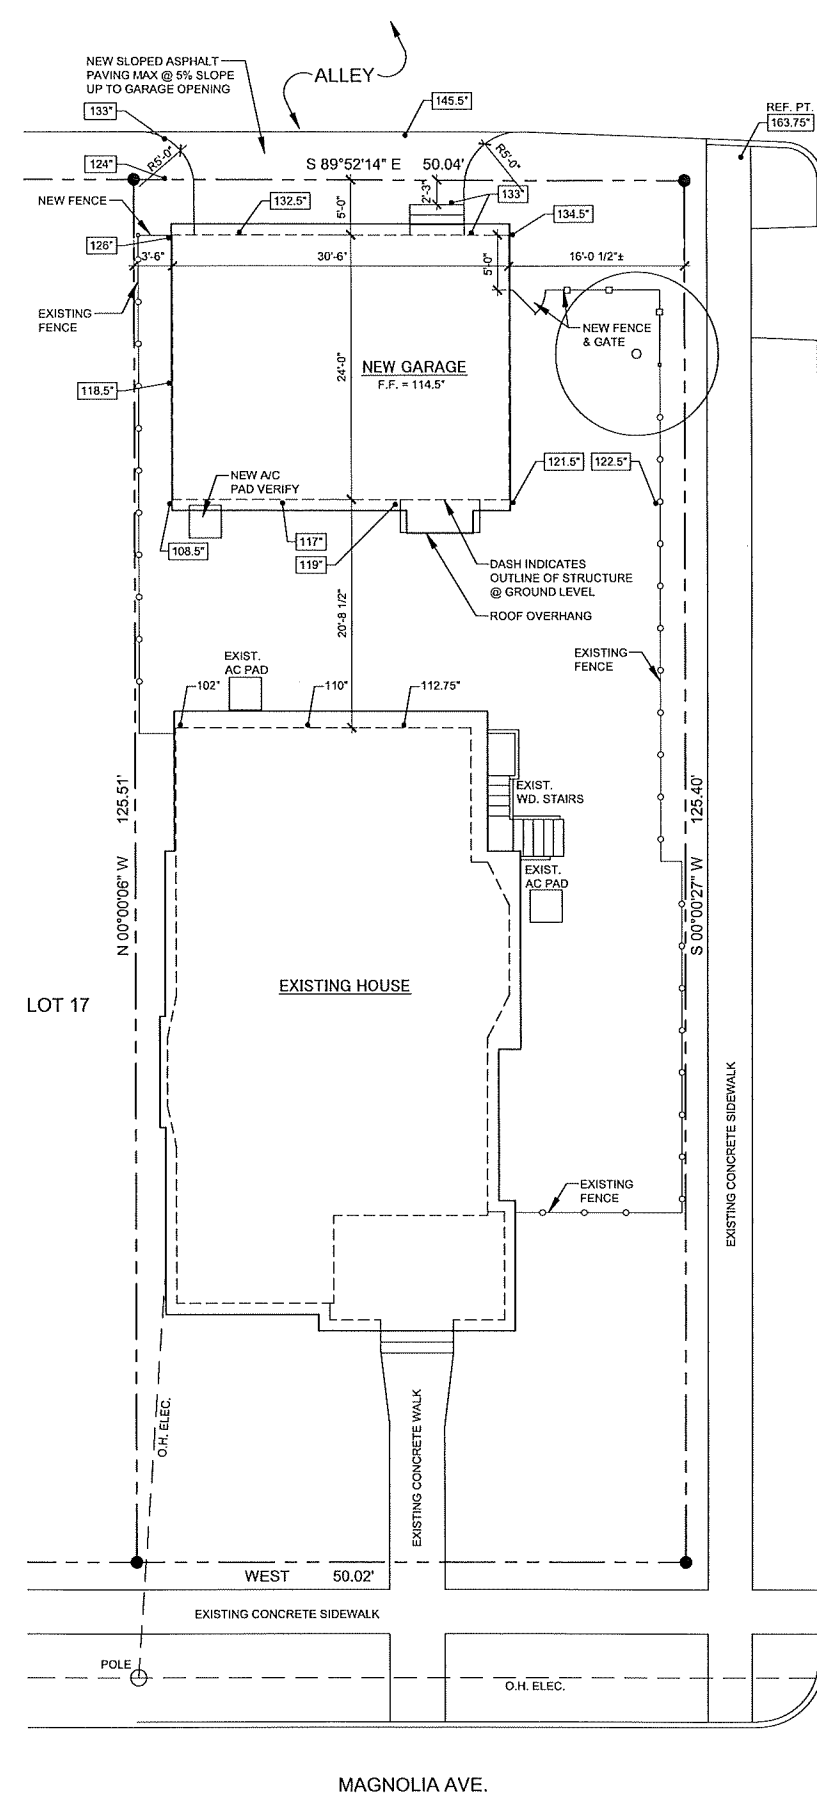 NEW SLOPED ASPHALT
PAVING MAX @ 5% SLOPE
UP TO GARAGE OPENING
ALLEY
133"
145.5"
REF. PT.
163.75"
R5'-0"
R5'-0"
124"
S 89°52'14" E 50.04'
NEW FENCE
132.5"
5'-0"
2'-3"
133"
134.5"
126"
3'-6"
30'-6"
5'-0"
16'-0 1/2"±
EXISTING
FENCE
NEW FENCE
& GATE
24'-0"
NEW GARAGE
F.F. = 114.5"
118.5"
NEW A/C
PAD VERIFY
121.5"
122.5"
108.5"
117"
119"
DASH INDICATES
OUTLINE OF STRUCTURE
@ GROUND LEVEL
ROOF OVERHANG
20'-8 1/2"
EXIST.
AC PAD
EXISTING
FENCE
102"
110"
112.75"
N 00°00'06" W 125.51'
EXIST.
WD. STAIRS
S 00°00'27" W 125.40'
EXIST.
AC PAD
EXISTING HOUSE
LOT 17
EXISTING CONCRETE SIDEWALK
EXISTING
FENCE
O.H. ELEC.
EXISTING CONCRETE WALK
WEST 50.02'
EXISTING CONCRETE SIDEWALK
POLE
O.H. ELEC.
MAGNOLIA AVE.